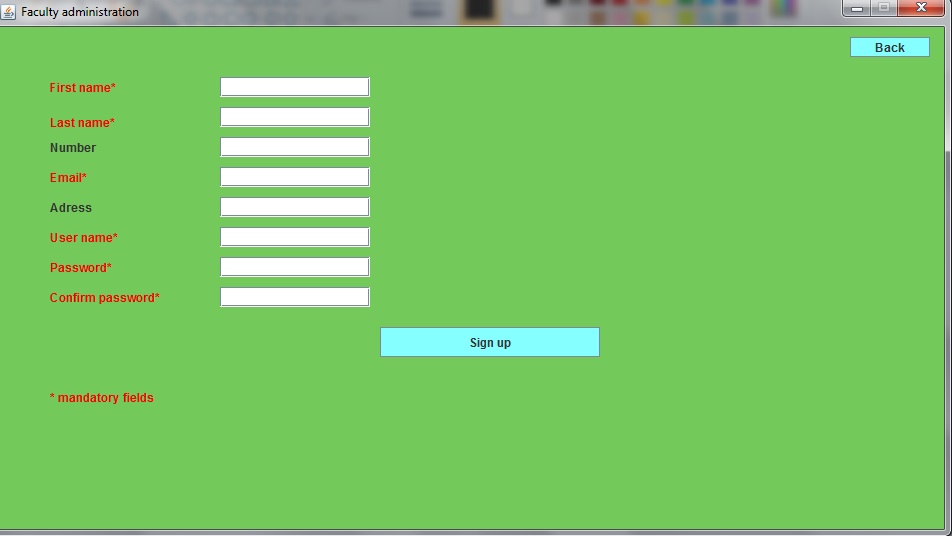 Faculty administration
Back
First name*
Last name*
Number
Email*
Adress
User name*
Password*
Confirm password*
Sign up
* mandatory fields